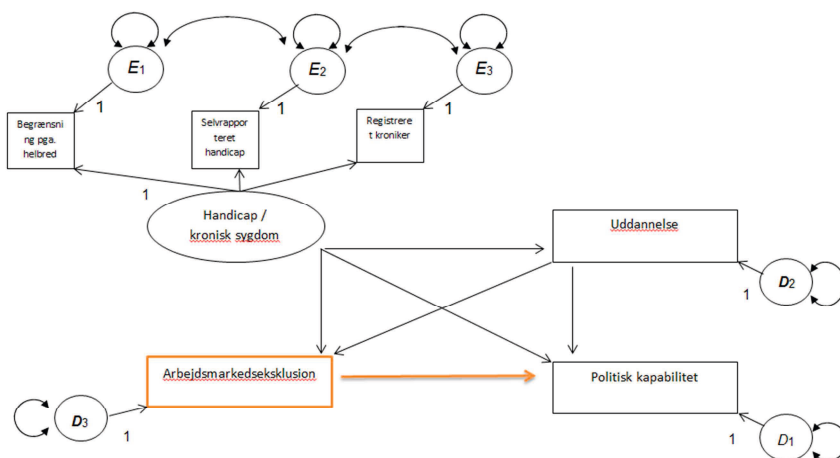 E1
E2
E3
1
1
1
Begrænsni
ng pga.
helbred
Selvrappor
teret
handicap
Registrere
t kroniker
1
Handicap /
kronisk sygdom
Uddannelse
D2
1
Arbejdsmarkedseksklusion
Politisk kapabilitet
D3
1
D1
1